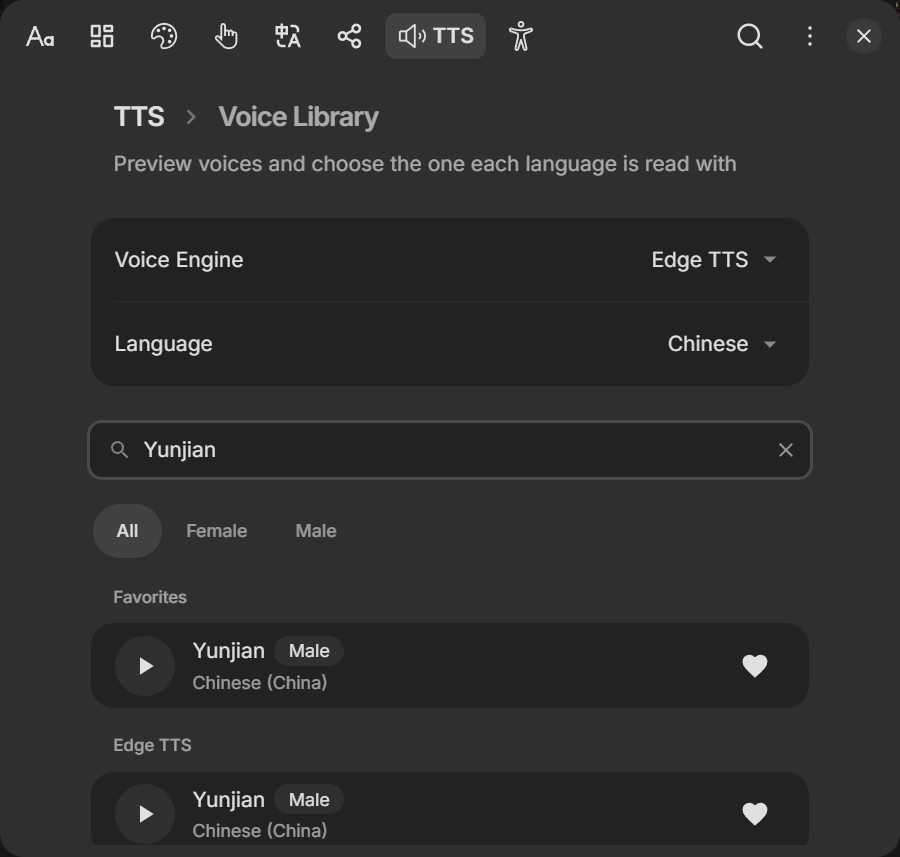 Aa
TTS
TTS > Voice Library
Preview voices and choose the one each language is read with
Voice Engine
Edge TTS
Language
Chinese
Yunjian
All
Female
Male
Favorites
Yunjian Male
Chinese (China)
Edge TTS
Yunjian Male
Chinese (China)